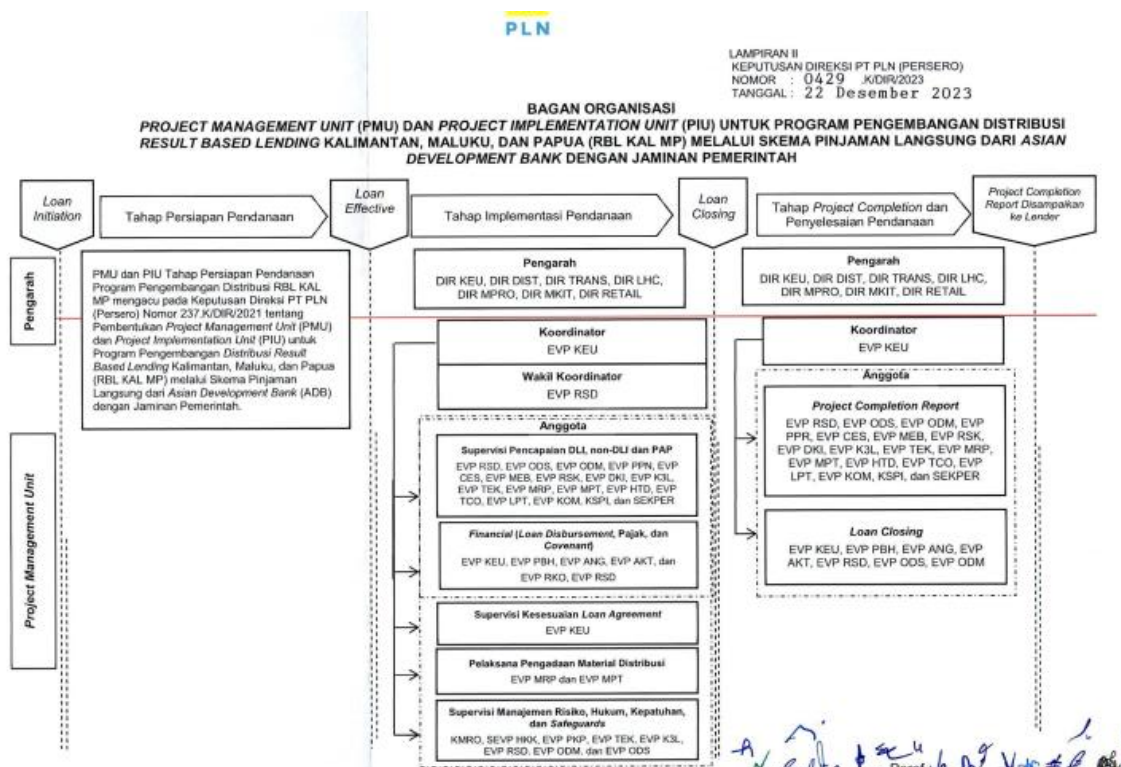 PLN
LAMPIRAN II
KEPUTUSAN DIREKSI PT PLN (PERSERO)
NOMOR : 0429 .K/DIR/2023
TANGGAL : 22 Desember 2023
BAGAN ORGANISASI
PROJECT MANAGEMENT UNIT (PMU) DAN PROJECT IMPLEMENTATION UNIT (PIU) UNTUK PROGRAM PENGEMBANGAN DISTRIBUSI
RESULT BASED LENDING KALIMANTAN, MALUKU, DAN PAPUA (RBL KAL MP) MELALUI SKEMA PINJAMAN LANGSUNG DARI ASIAN
DEVELOPMENT BANK DENGAN JAMINAN PEMERINTAH
Loan
Initiation
Tahap Persiapan Pendanaan
Loan
Effective
Tahap Implementasi Pendanaan
Loan
Closing
Tahap Project Completion dan
Penyelesaian Pendanaan
Project Completion
Report Disampaikan
ke Lender
Pengarah
PMU dan PIU Tahap Persiapan Pendanaan
Program Pengembangan Distribusi RBL KAL
MP mengacu pada Keputusan Direksi PT PLN
(Persero) Nomor 237.K/DIR/2021 tentang
Pembentukan Project Management Unit (PMU)
dan Project Implementation Unit (PIU) untuk
Program Pengembangan Distribusi Result
Based Lending Kalimantan, Maluku, dan Papua
(RBL KAL MP) melalui Skema Pinjaman
Langsung dari Asian Development Bank (ADB)
dengan Jaminan Pemerintah.
Pengarah
DIR KEU, DIR DIST, DIR TRANS, DIR LHC,
DIR MPRO, DIR MKIT, DIR RETAIL
Pengarah
DIR KEU, DIR DIST, DIR TRANS, DIR LHC,
DIR MPRO, DIR MKIT, DIR RETAIL
Project Management Unit
Koordinator
EVP KEU
Wakil Koordinator
EVP RSD
Anggota
Supervisi Pencapaian DLI, non-DLI dan PAP
EVP RSD, EVP ODS, EVP ODM, EVP PPN, EVP
CES, EVP MEB, EVP RSK, EVP DKI, EVP K3L,
EVP TEK, EVP MRP, EVP MPT, EVP HTD, EVP
TCO, EVP LPT, EVP KOM, KSPI, dan SEKPER
Financial (Loan Disbursement, Pajak, dan
Covenant)
EVP KEU, EVP PBH, EVP ANG, EVP AKT, dan
EVP RKO, EVP RSD
Supervisi Kesesuaian Loan Agreement
EVP KEU
Pelaksana Pengadaan Material Distribusi
EVP MRP dan EVP MPT
Supervisi Manajemen Risiko, Hukum, Kepatuhan,
dan Safeguards
KMRO, SEVP HKK, EVP PKP, EVP TEK, EVP K3L,
EVP RSD, EVP ODM, dan EVP ODS
Koordinator
EVP KEU
Anggota
Project Completion Report
EVP RSD, EVP ODS, EVP ODM, EVP
PPR, EVP CES, EVP MEB, EVP RSK,
EVP DKI, EVP K3L, EVP TEK, EVP MRP,
EVP MPT, EVP HTD, EVP TCO, EVP
LPT, EVP KOM, KSPI, dan SEKPER
Loan Closing
EVP KEU, EVP PBH, EVP ANG, EVP
AKT, EVP RSD, EVP ODS, EVP ODM